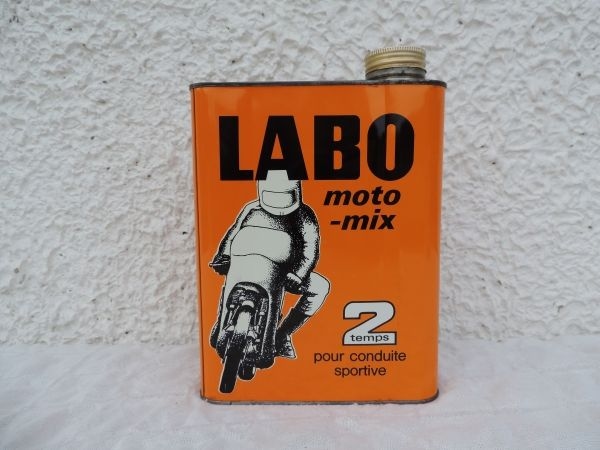 LABO
moto
-mix
2
temps
pour conduite
sportive